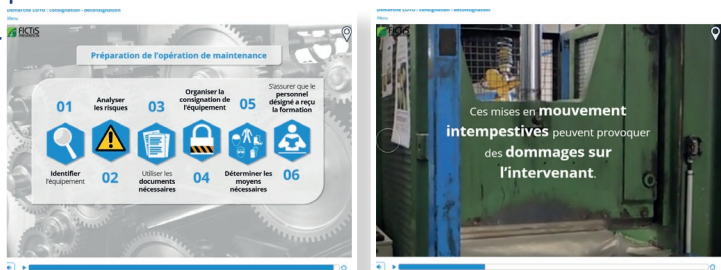 Démarche LOTO : consignation - déconsignation
Menu
FICTIS
Préparation de l'opération de maintenance
01
Analyser
les risques
03
Organiser la
consignation de
l'équipement
05
S'assurer que le
personnel
désigné a reçu
la formation
Identifier
l'équipement
02
Utiliser les
documents
nécessaires
04
Déterminer les
moyens
nécessaires
06
Démarche LOTO : consignation - déconsignation
Menu
FICTIS
Ces mises en mouvement
intempestives peuvent provoquer
des dommages sur
l'intervenant.